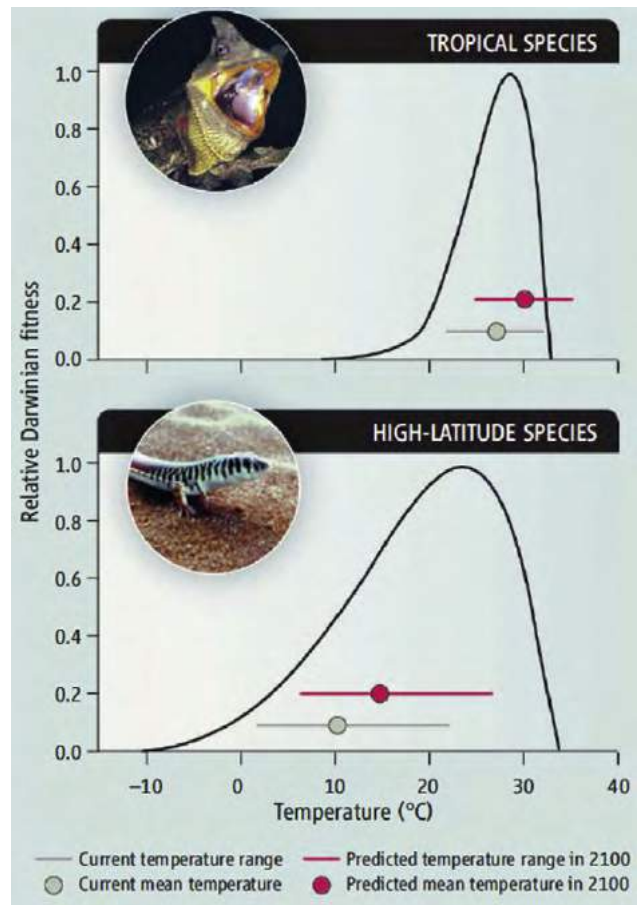 TROPICAL SPECIES
1.0
0.8
0.6
0.4
0.2
0.0
Relative Darwinian fitness
HIGH-LATITUDE SPECIES
1.0
0.8
0.6
0.4
0.2
0.0
–10 0 10 20 30 40
Temperature (°C)
Current temperature range Predicted temperature range in 2100
Current mean temperature Predicted mean temperature in 2100